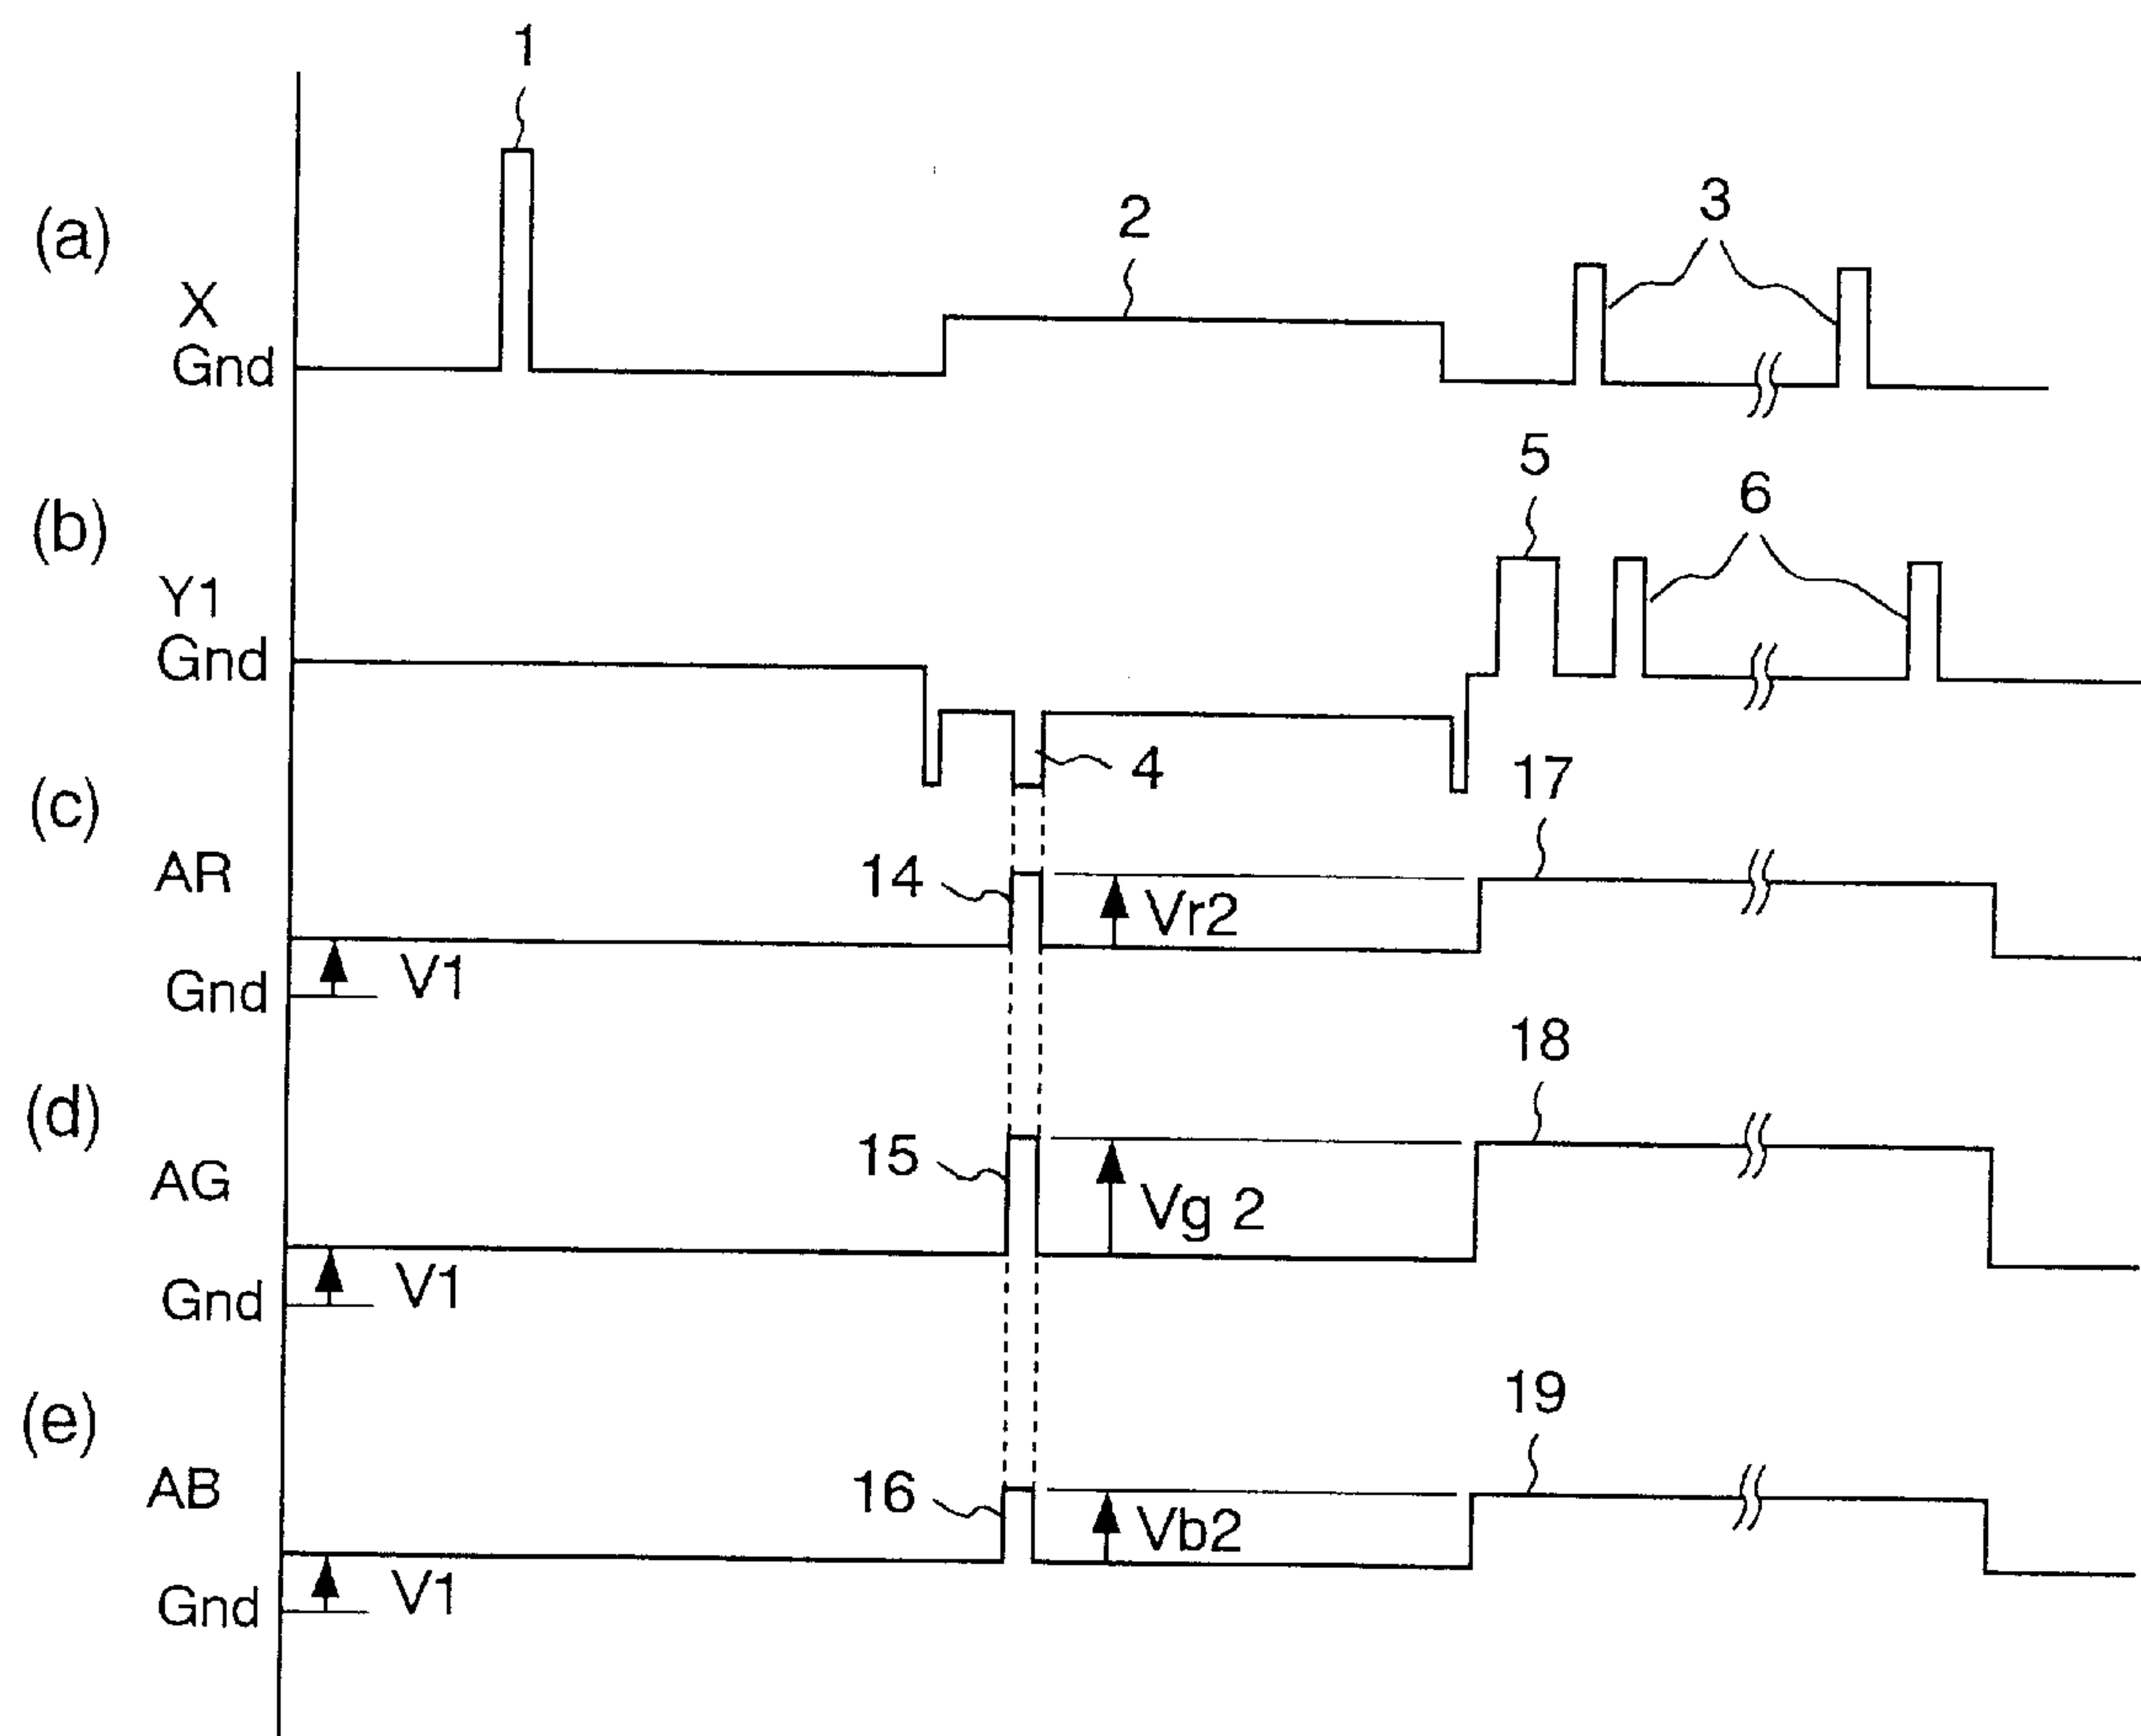 1
(a)
2
3
X
Gnd
(b)
5
6
Y1
Gnd
4
(c)
17
AR
14
Vr2
V1
Gnd
18
(d)
15
AG
Vg 2
V1
Gnd
19
(e)
16
AB
Vb2
V1
Gnd